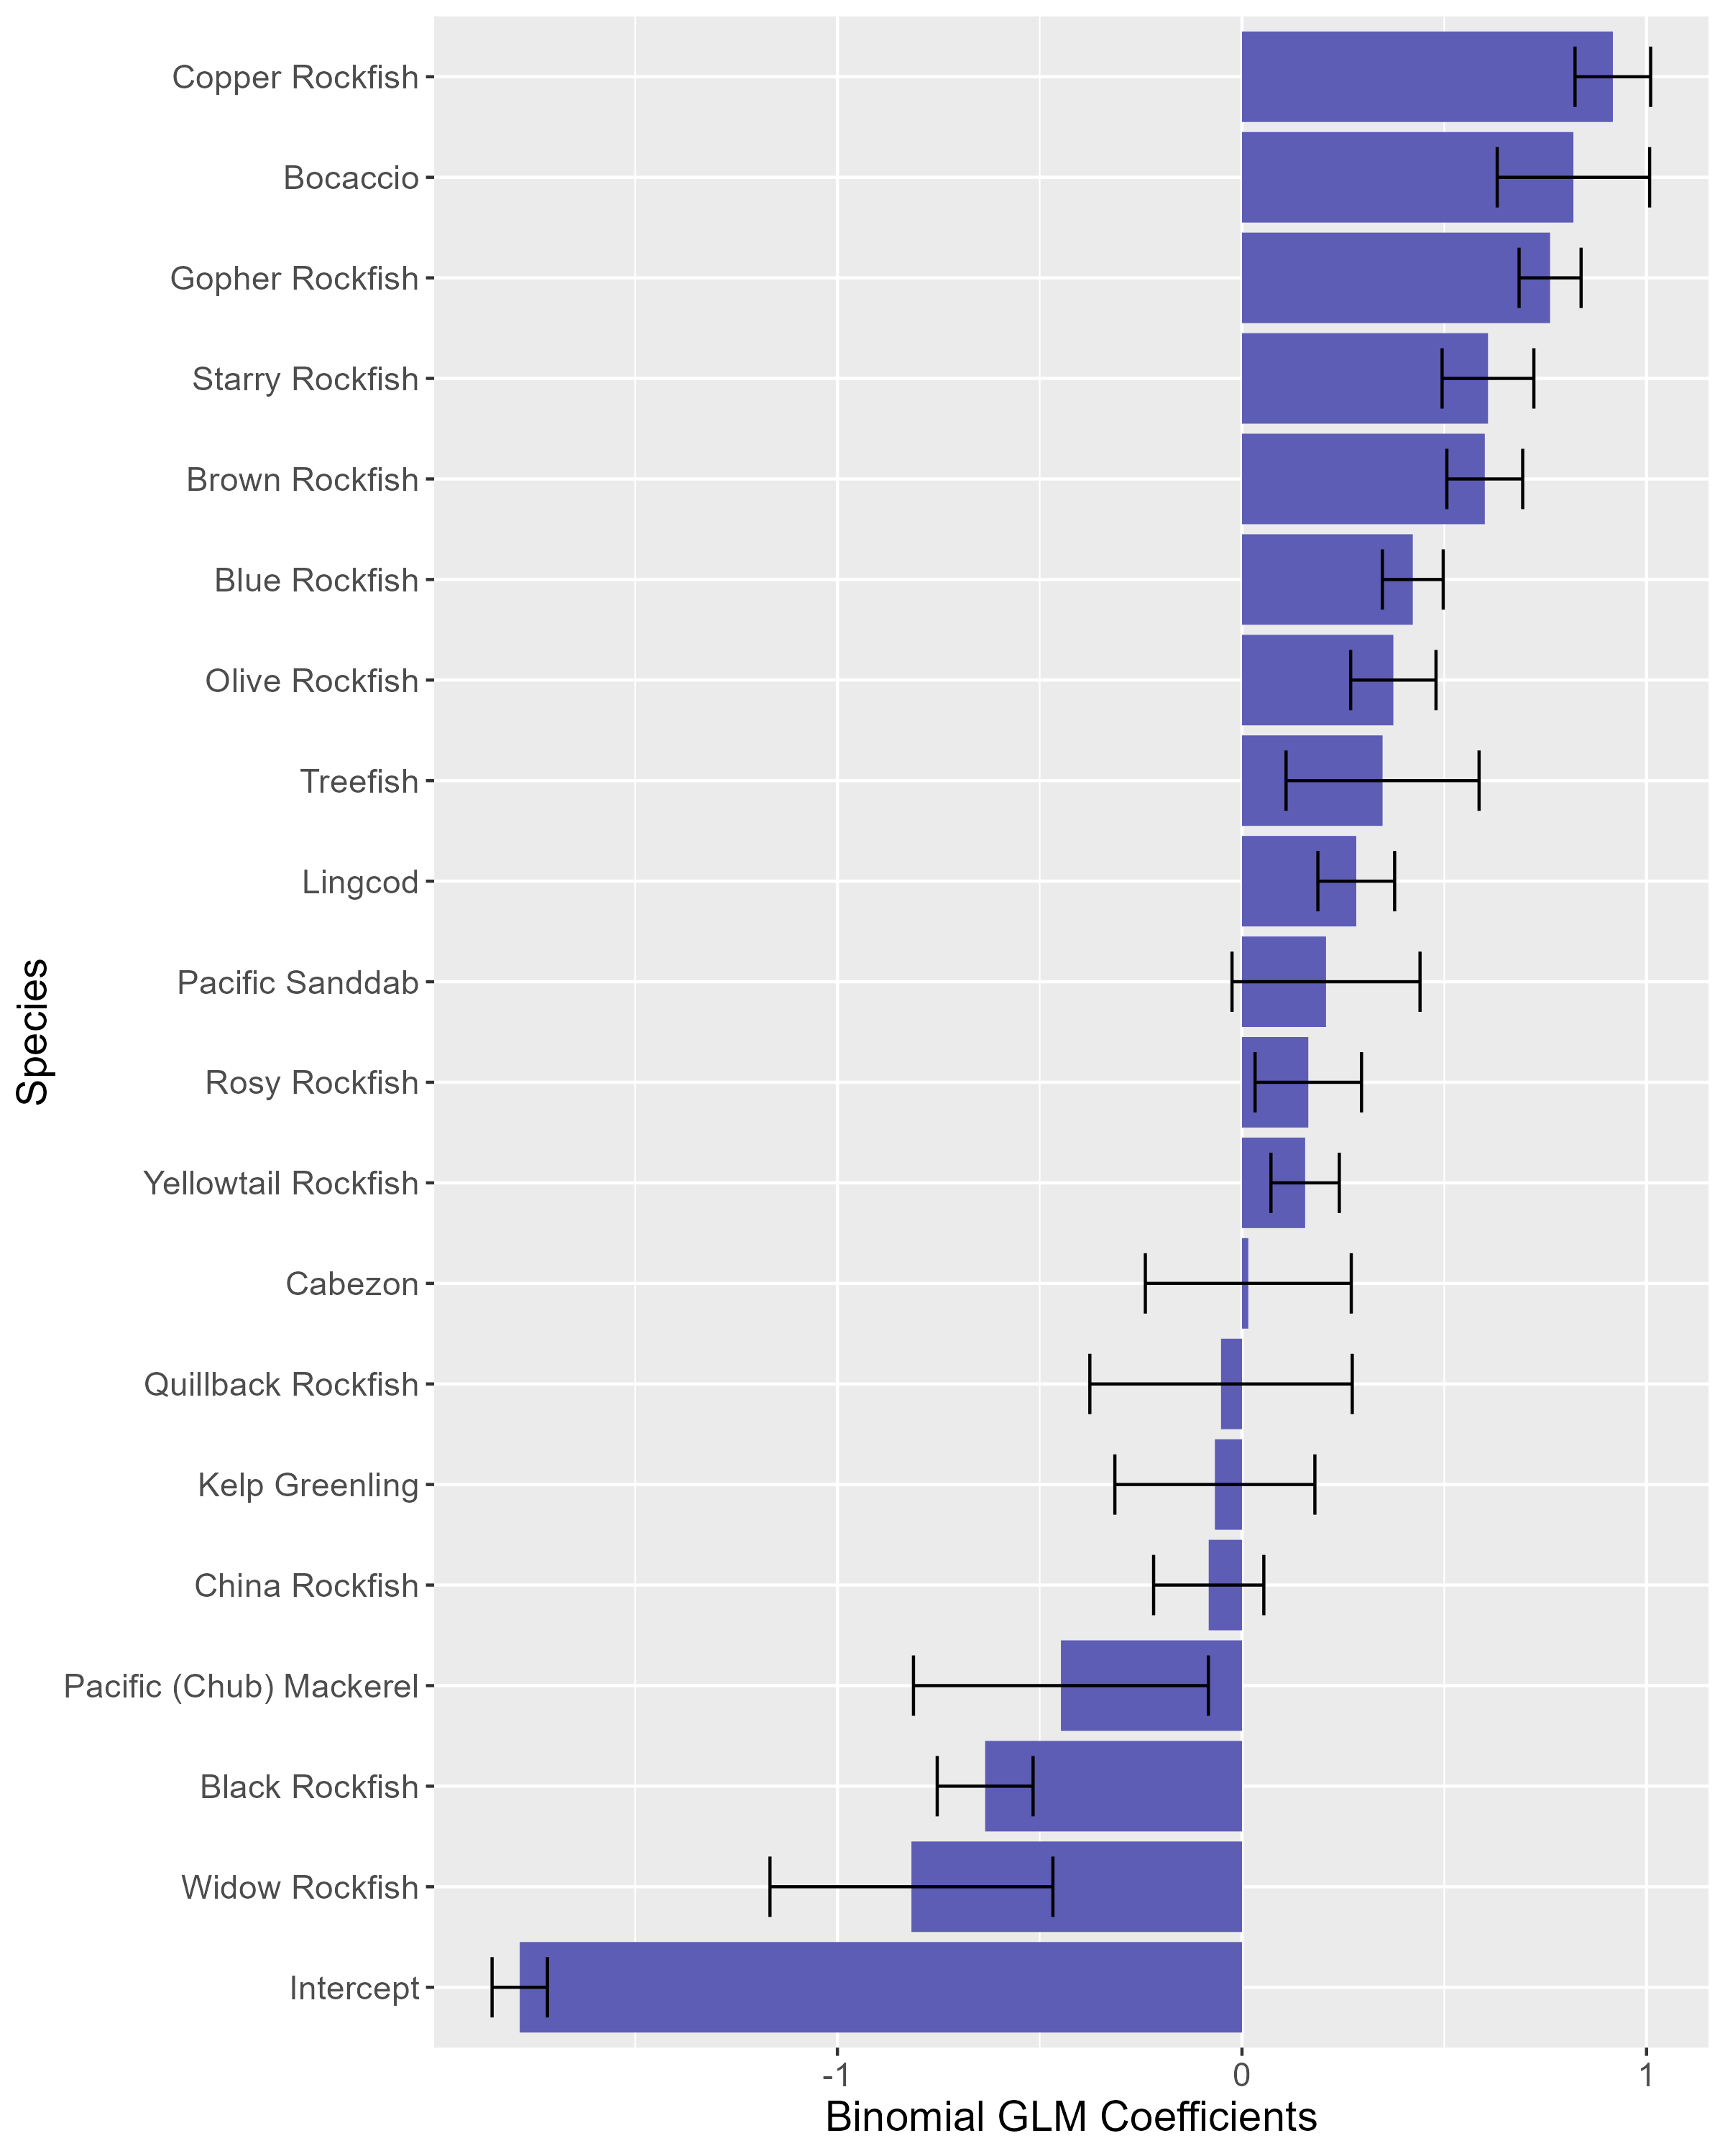 Copper Rockfish
Bocaccio
Gopher Rockfish
Starry Rockfish
Brown Rockfish
Blue Rockfish
Olive Rockfish
Treefish
Lingcod
Pacific Sanddab
Rosy Rockfish
Yellowtail Rockfish
Cabezon
Quillback Rockfish
Kelp Greenling
China Rockfish
Pacific (Chub) Mackerel
Black Rockfish
Widow Rockfish
Intercept
Species
-1 0 1
Binomial GLM Coefficients